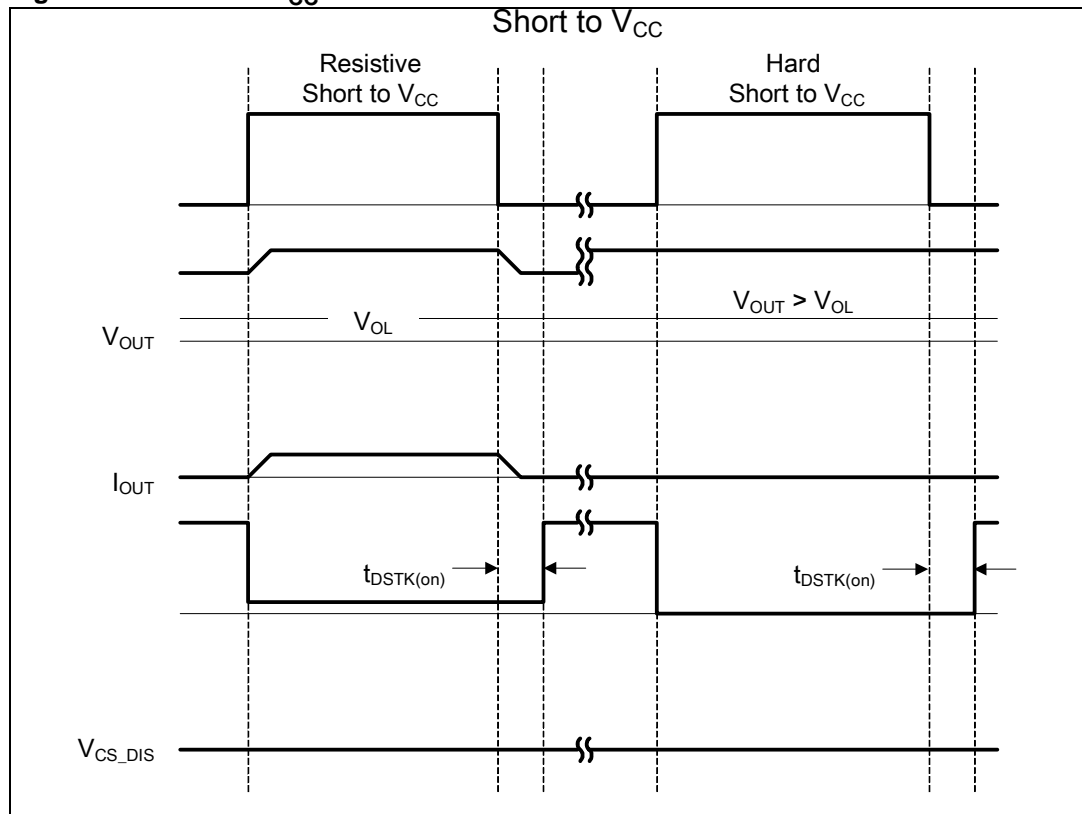 Short to VCC
Resistive
Short to VCC
Hard
Short to VCC
VOUT > VOL
VOL
VOUT
IOUT
tDSTK(on)
tDSTK(on)
VCS_DIS